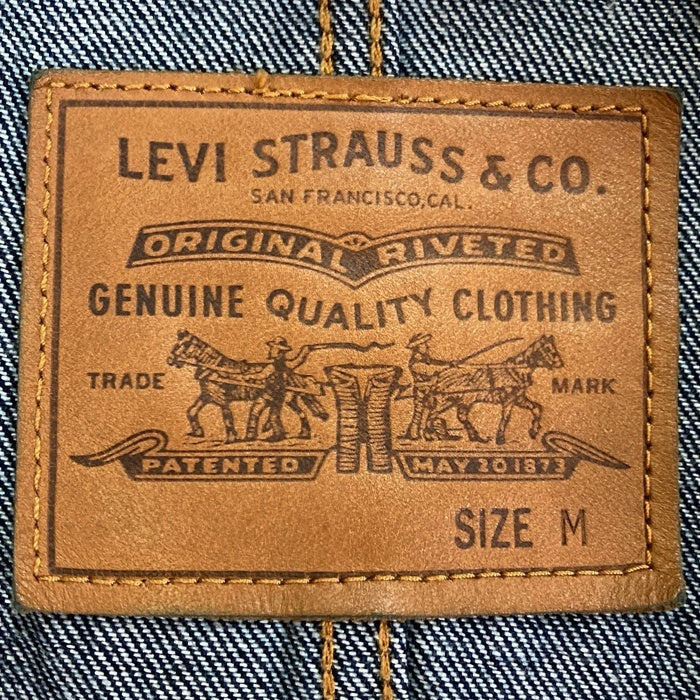 LEVI STRAUSS & CO.
SAN FRANCISCO, CAL.
ORIGINAL RIVETED
GENUINE QUALITY CLOTHING
TRADE MARK
PATENTED MAY 20 1873
SIZE M